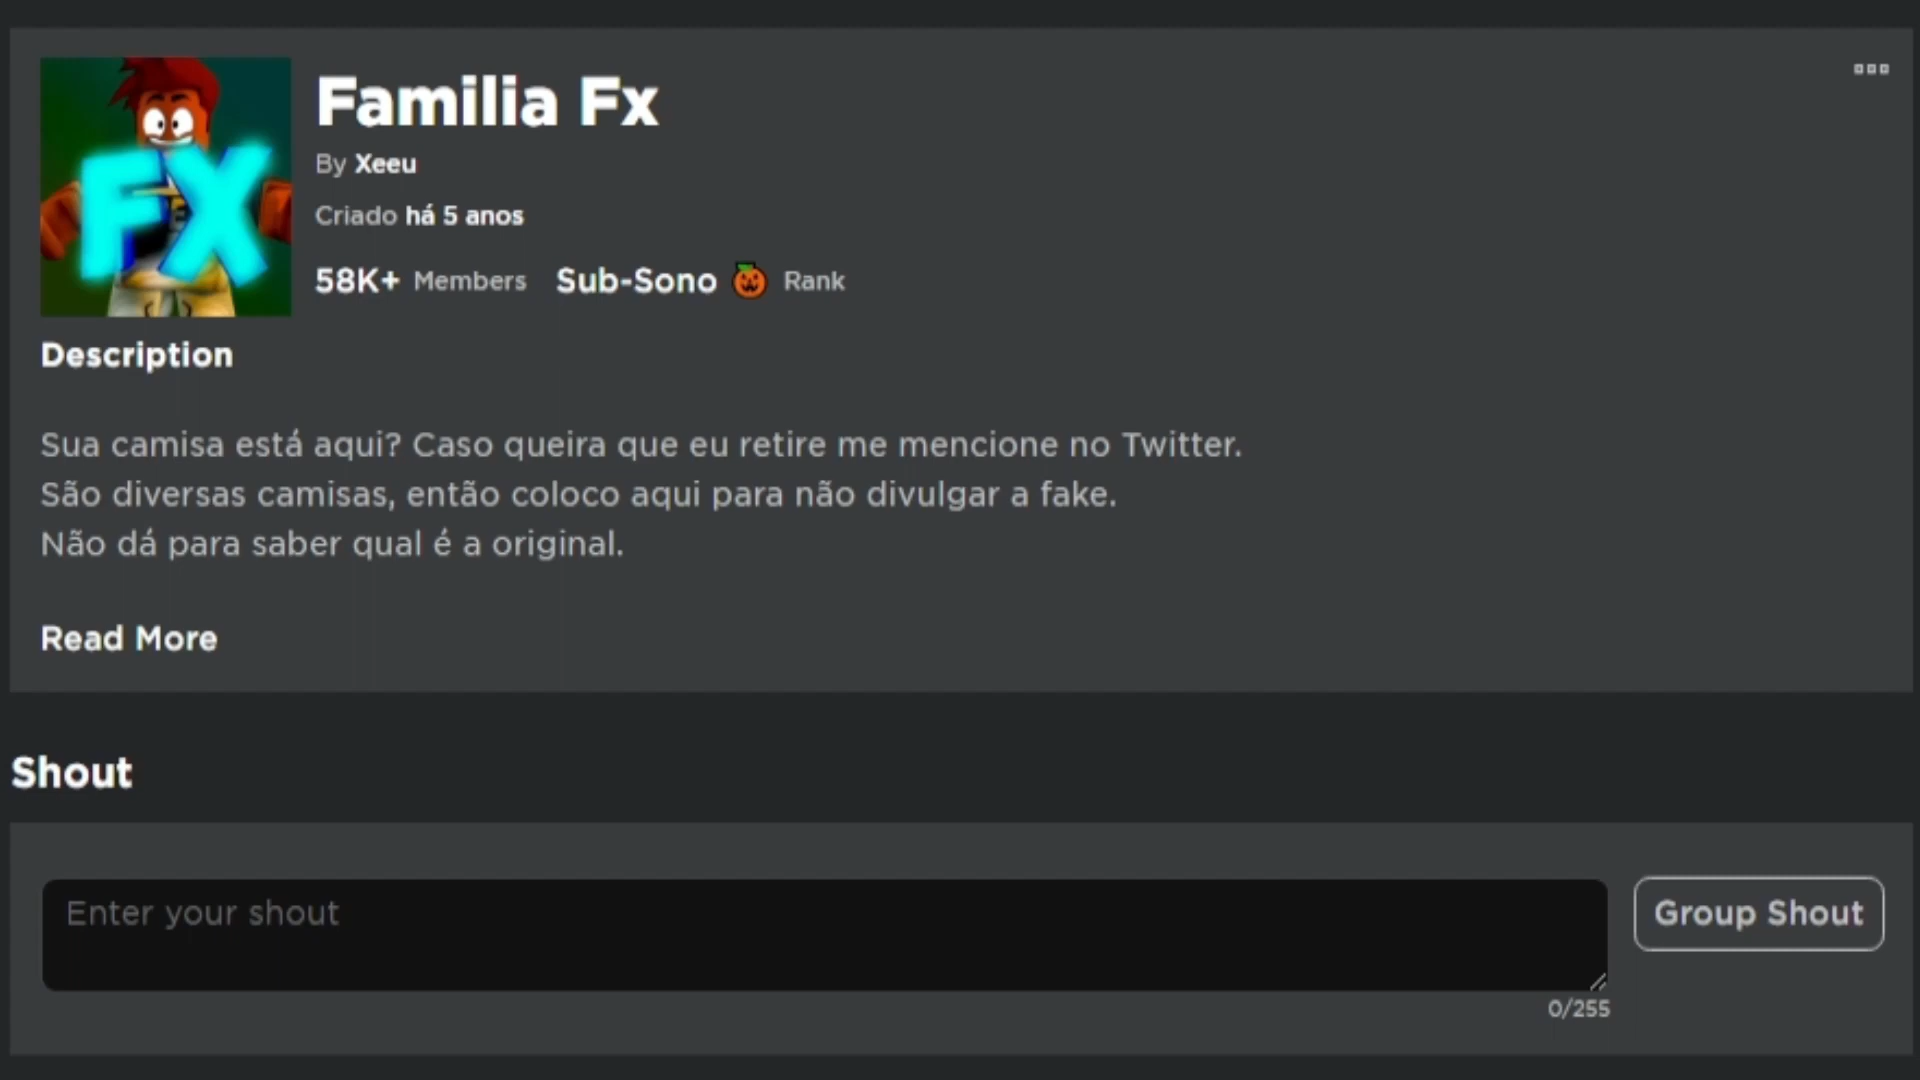 FX
Familia Fx
By Xeeu
Criado há 5 anos
58K+ Members Sub-Sono 🎃 Rank
Description
Sua camisa está aqui? Caso queira que eu retire me mencione no Twitter.
São diversas camisas, então coloco aqui para não divulgar a fake.
Não dá para saber qual é a original.
Read More
Shout
Enter your shout
Group Shout
0/255